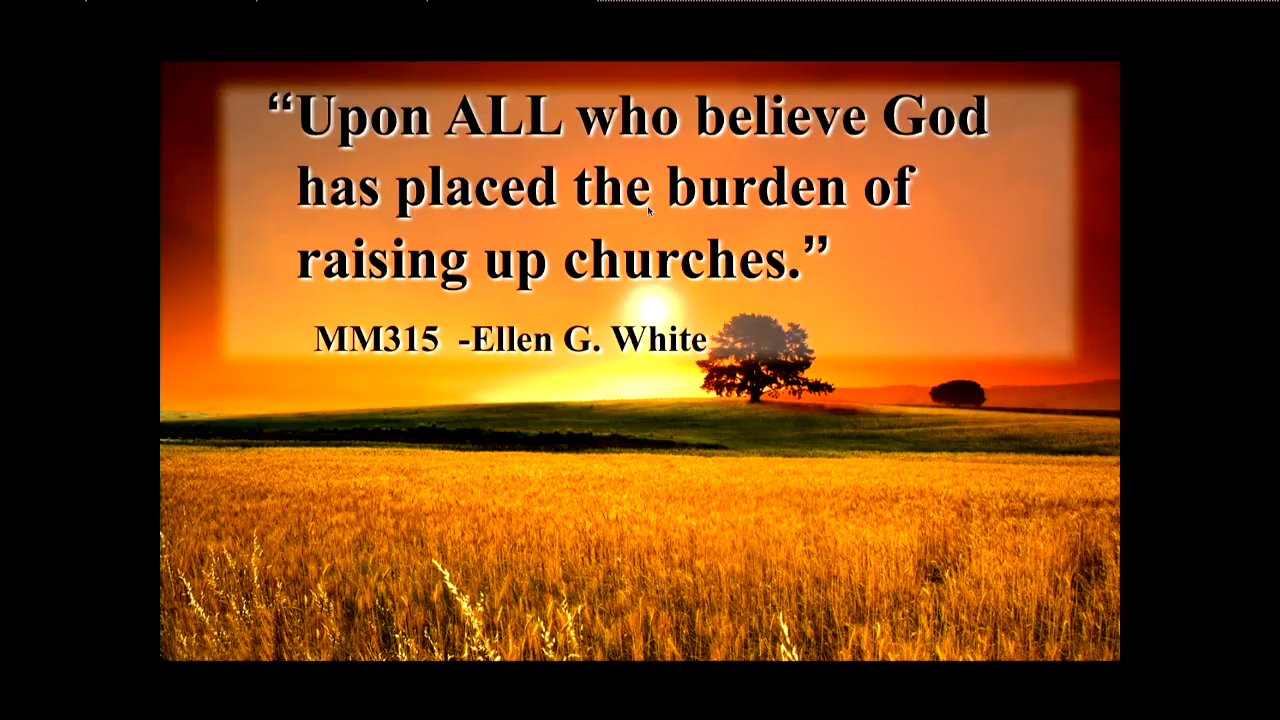 “Upon ALL who believe God
has placed the burden of
raising up churches.”
MM315 -Ellen G. White